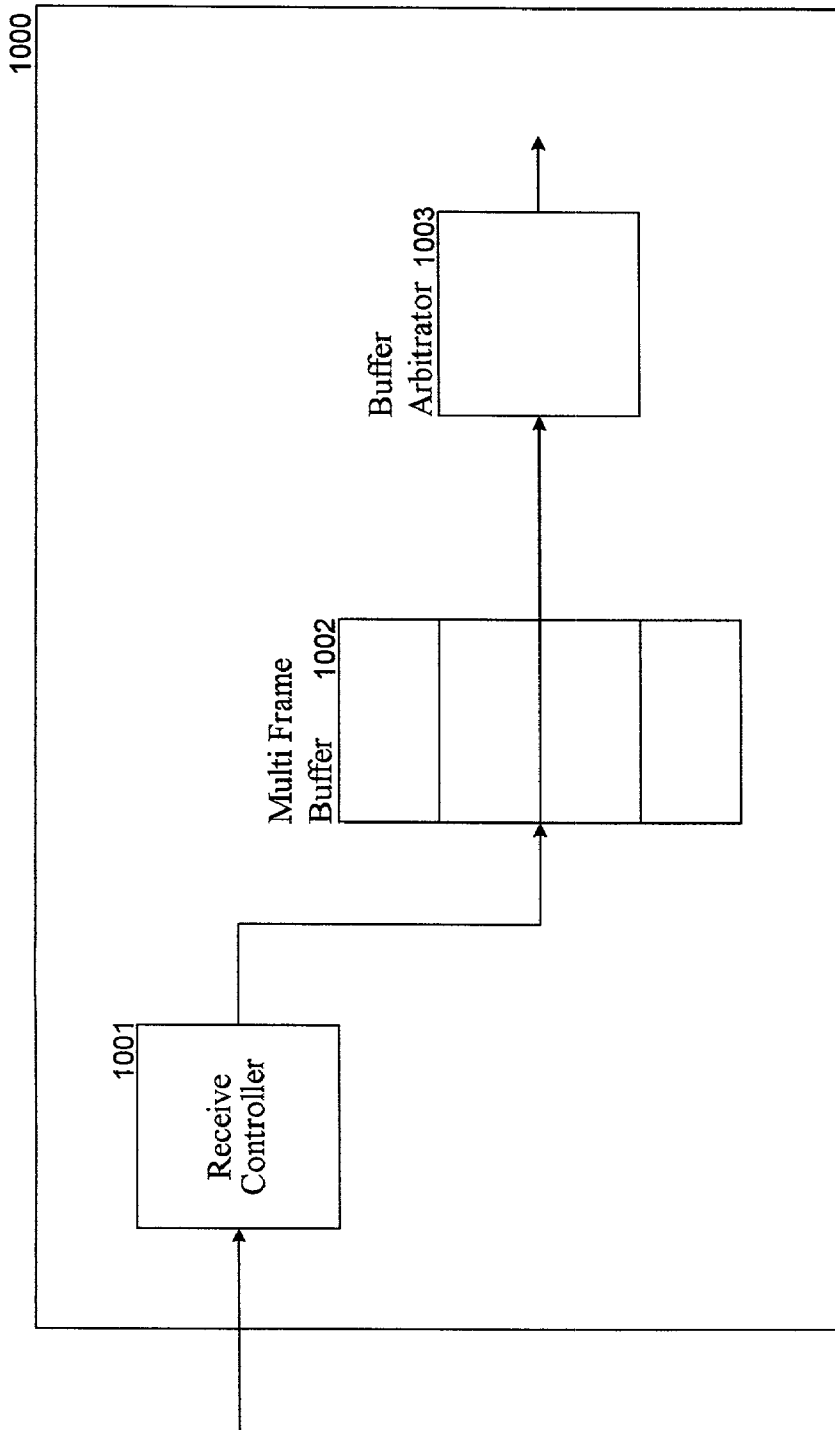 1000
1001
Receive
Controller
Multi Frame
Buffer 1002
Buffer
Arbitrator 1003